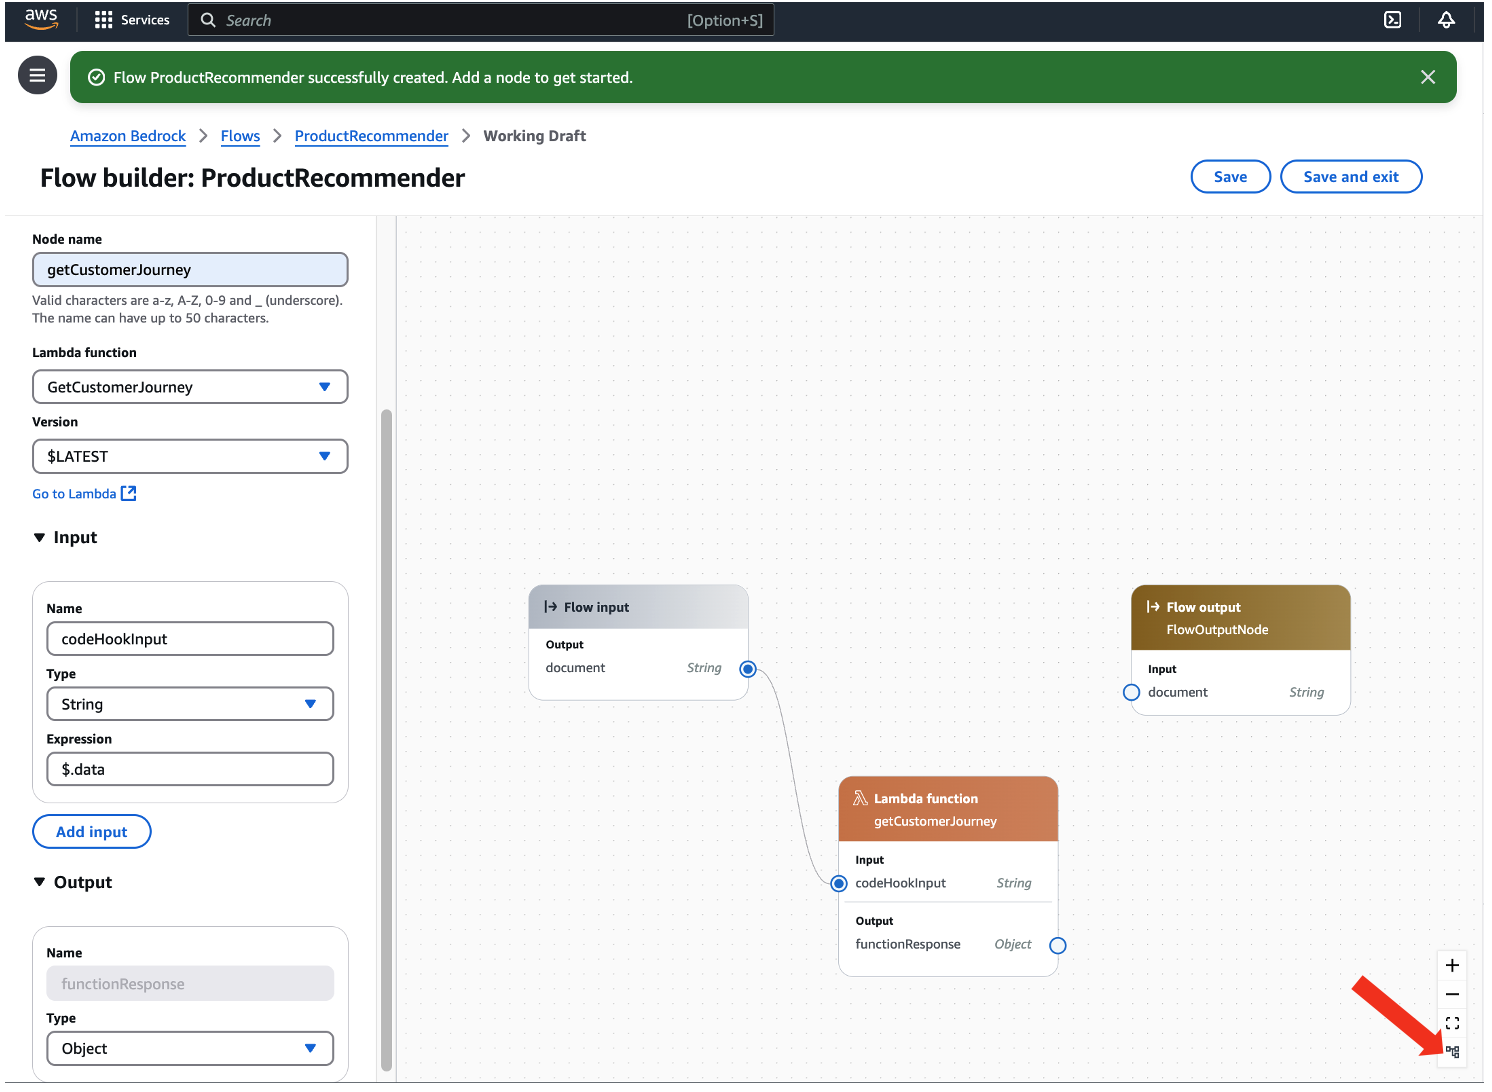 aws
Services
Search
[Option+S]
Flow ProductRecommender successfully created. Add a node to get started.
Amazon Bedrock
Flows
ProductRecommender
Working Draft
Flow builder: ProductRecommender
Save
Save and exit
Node name
getCustomerJourney
Valid characters are a-z, A-Z, 0-9 and _ (underscore).
The name can have up to 50 characters.
Lambda function
GetCustomerJourney
Version
$LATEST
Go to Lambda
Input
Name
codeHookInput
Type
String
Expression
$.data
Add input
Output
Name
functionResponse
Type
Object
Flow input
Output
document String
Lambda function
getCustomerJourney
Input
codeHookInput String
Output
functionResponse Object
Flow output
FlowOutputNode
Input
document String